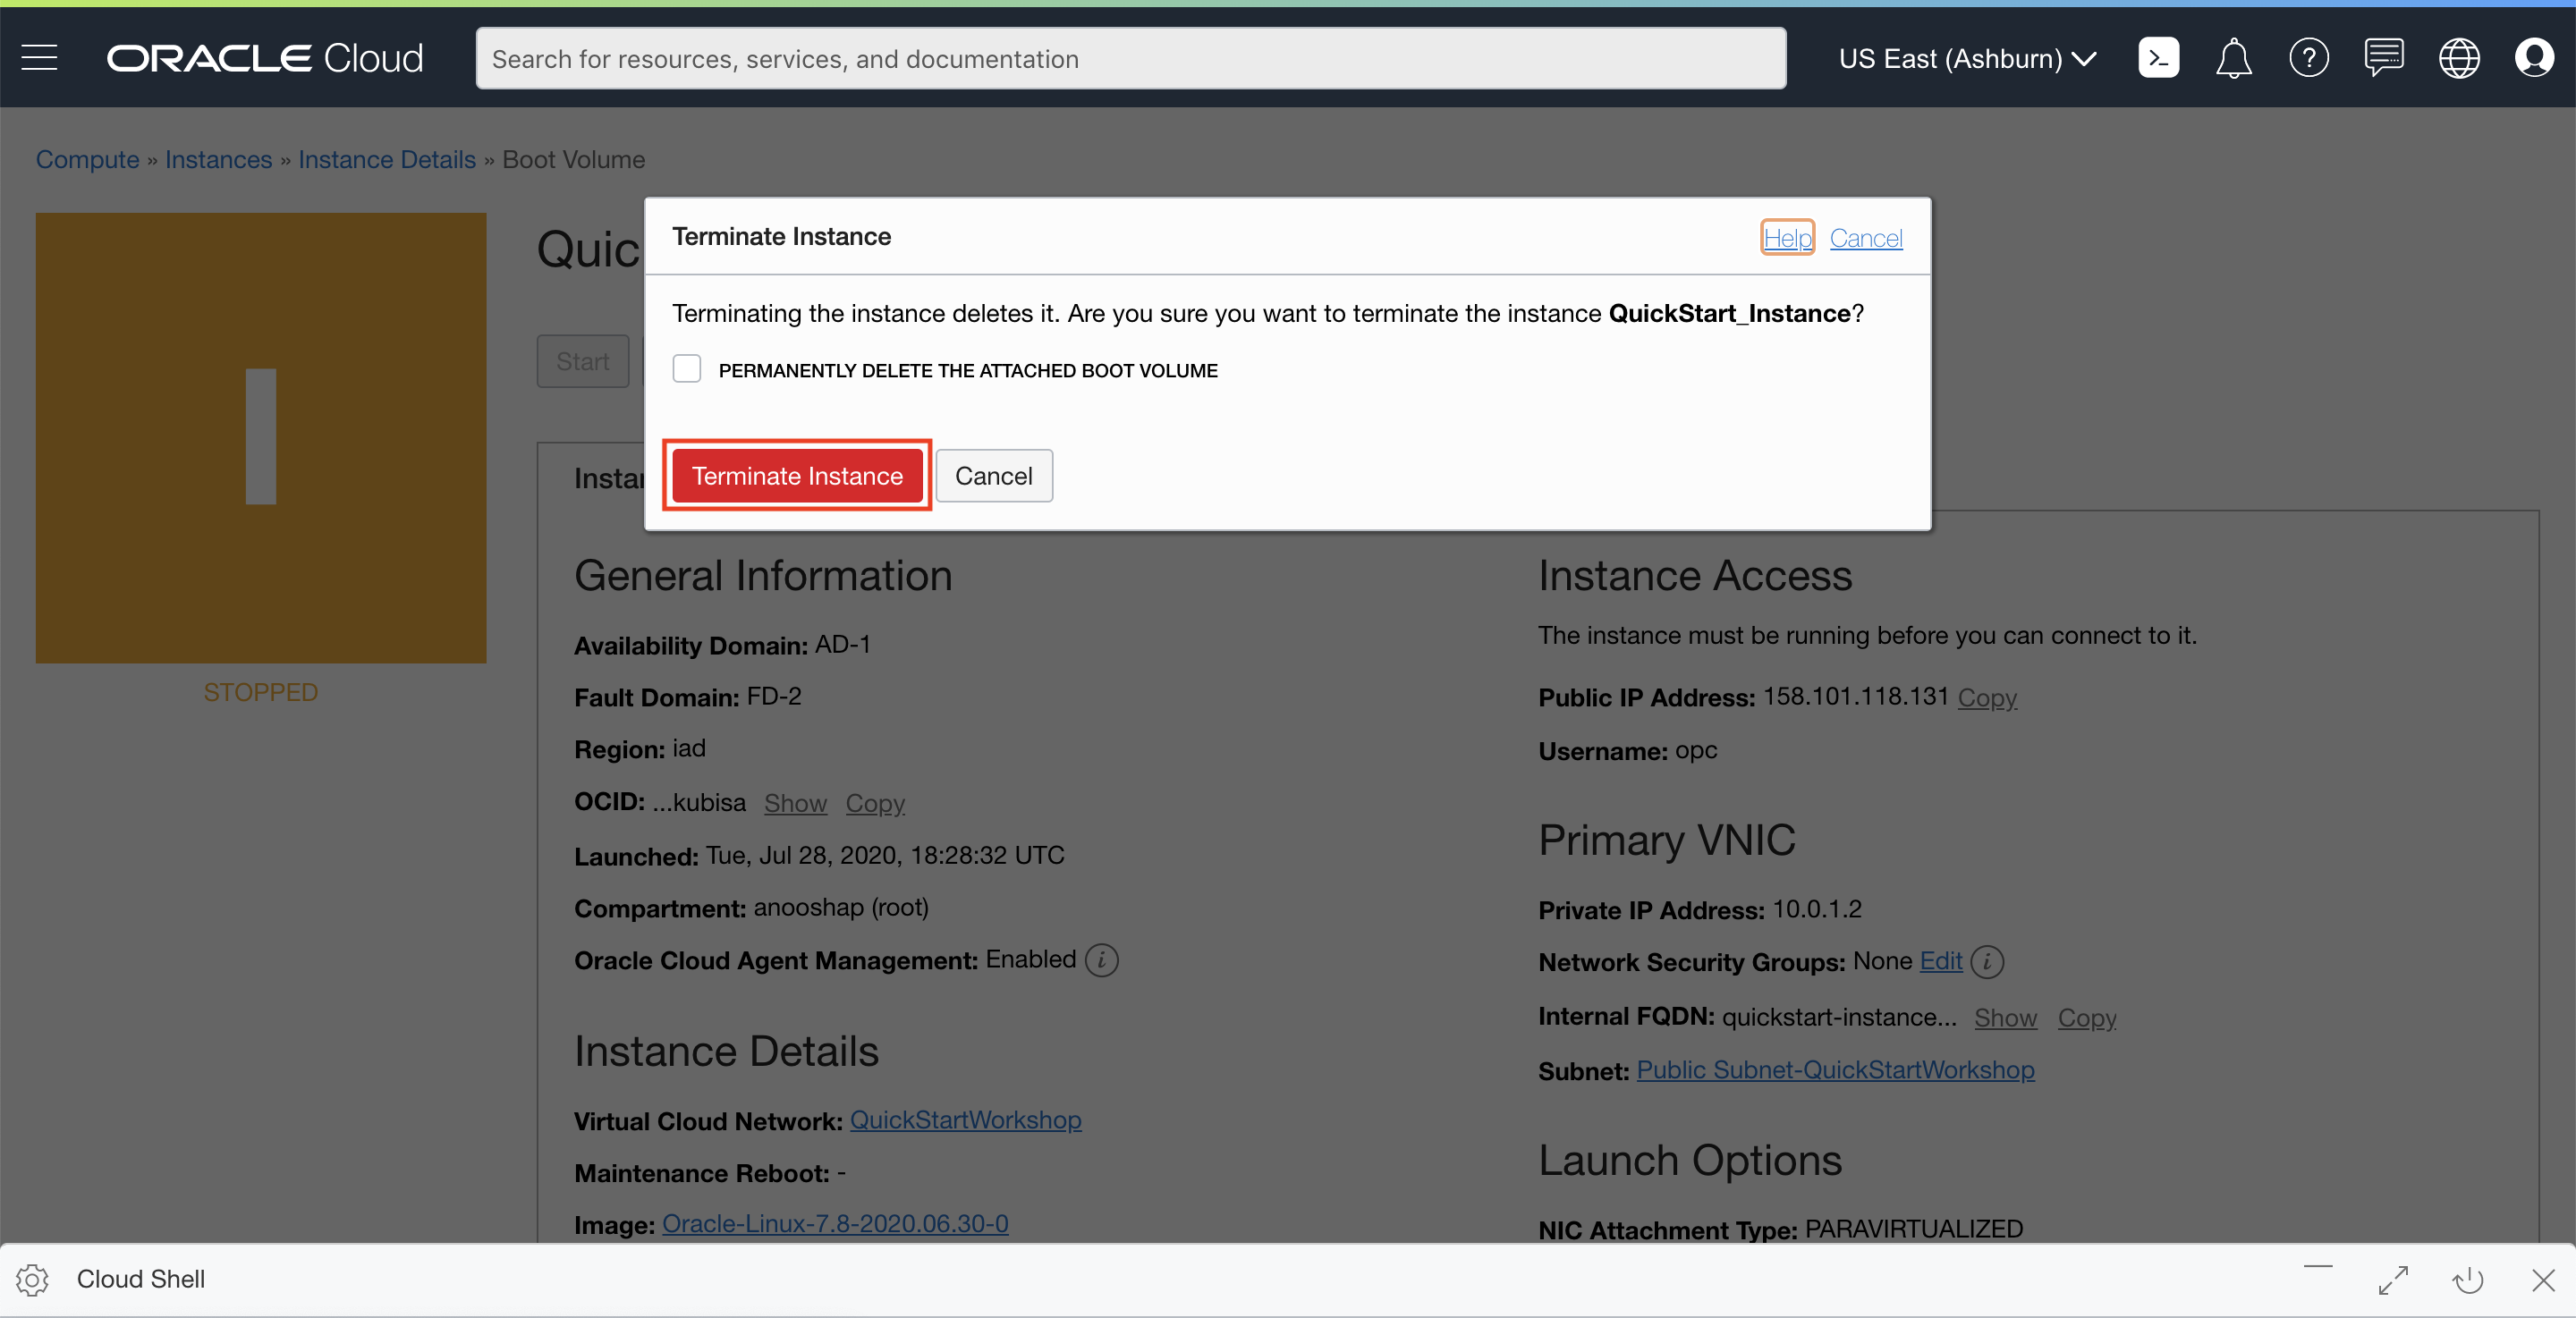 ORACLE Cloud
Search for resources, services, and documentation
US East (Ashburn)
Compute » Instances » Instance Details » Boot Volume
I
STOPPED
Quic
Start
Terminate Instance
Help Cancel
Terminating the instance deletes it. Are you sure you want to terminate the instance QuickStart_Instance?
PERMANENTLY DELETE THE ATTACHED BOOT VOLUME
Terminate Instance Cancel
General Information
Availability Domain: AD-1
Fault Domain: FD-2
Region: iad
OCID: ...kubisa Show Copy
Launched: Tue, Jul 28, 2020, 18:28:32 UTC
Compartment: anooshap (root)
Oracle Cloud Agent Management: Enabled
Instance Details
Virtual Cloud Network: QuickStartWorkshop
Maintenance Reboot: -
Image: Oracle-Linux-7.8-2020.06.30-0
Instance Access
The instance must be running before you can connect to it.
Public IP Address: 158.101.118.131 Copy
Username: opc
Primary VNIC
Private IP Address: 10.0.1.2
Network Security Groups: None Edit
Internal FQDN: quickstart-instance... Show Copy
Subnet: Public Subnet-QuickStartWorkshop
Launch Options
NIC Attachment Type: PARAVIRTUALIZED
Cloud Shell